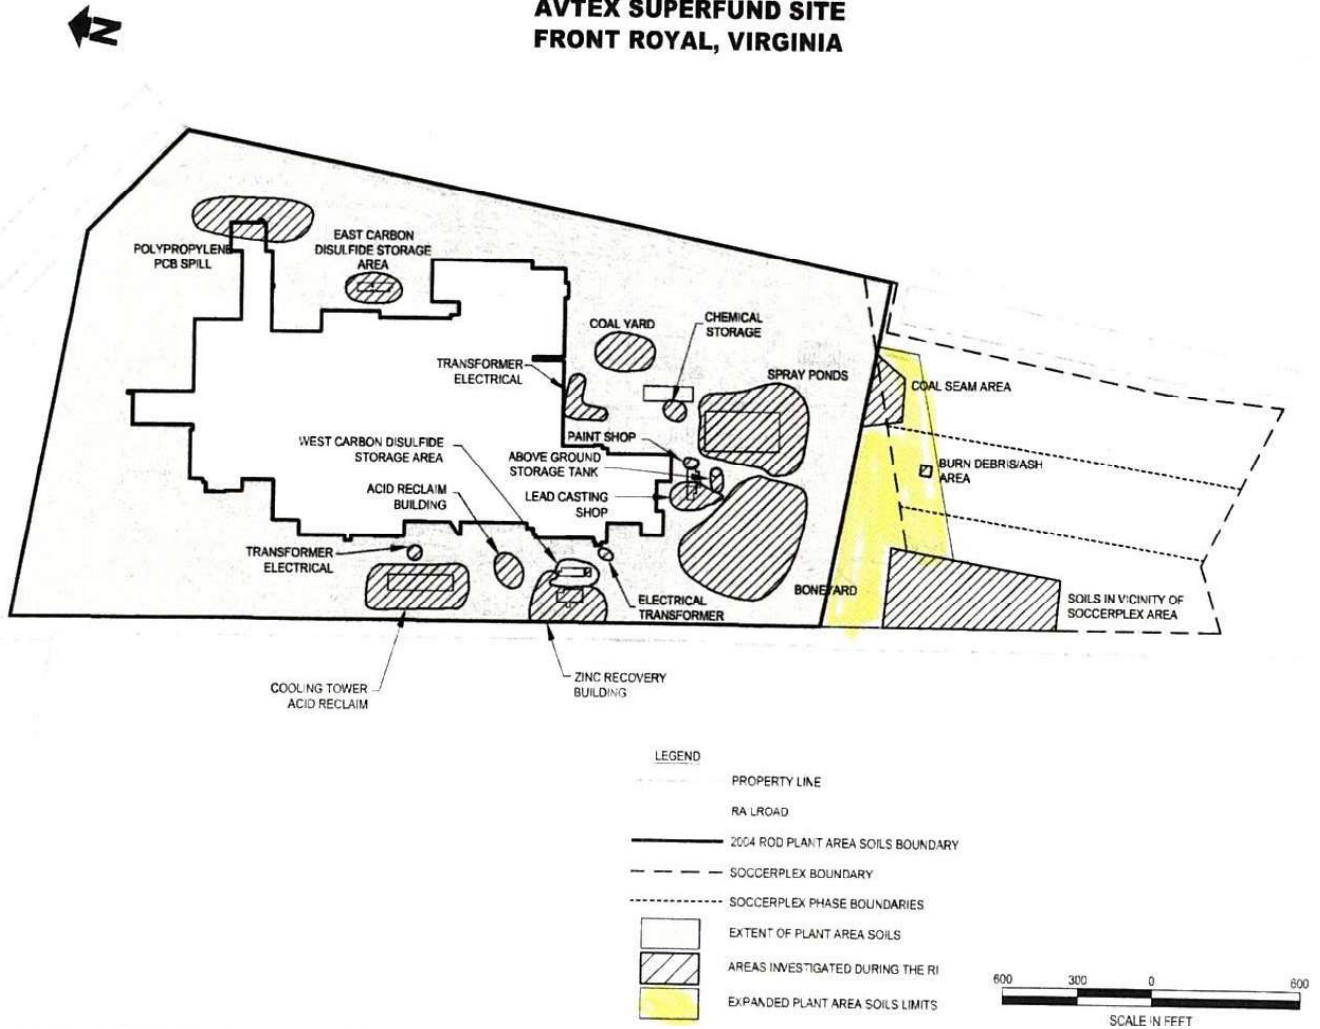 AVTEX SUPERFUND SITE
FRONT ROYAL, VIRGINIA
N
POLYPROPYLENE
PCB SPILL
EAST CARBON
DISULFIDE STORAGE
AREA
COAL YARD
CHEMICAL
STORAGE
TRANSFORMER
ELECTRICAL
SPRAY PONDS
COAL SEAM AREA
PAINT SHOP
WEST CARBON DISULFIDE
STORAGE AREA
ABOVE GROUND
STORAGE TANK
BURN DEBRIS/ASH
AREA
ACID RECLAIM
BUILDING
LEAD CASTING
SHOP
TRANSFORMER
ELECTRICAL
BONEYARD
ELECTRICAL
TRANSFORMER
SOILS IN VICINITY OF
SOCCERPLEX AREA
COOLING TOWER
ACID RECLAIM
ZINC RECOVERY
BUILDING
LEGEND
PROPERTY LINE
RA LROAD
2004 ROD PLANT AREA SOILS BOUNDARY
SOCCERPLEX BOUNDARY
SOCCERPLEX PHASE BOUNDARIES
EXTENT OF PLANT AREA SOILS
AREAS INVESTIGATED DURING THE RI
EXPANDED PLANT AREA SOILS LIMITS
600 300 0 600
SCALE IN FEET